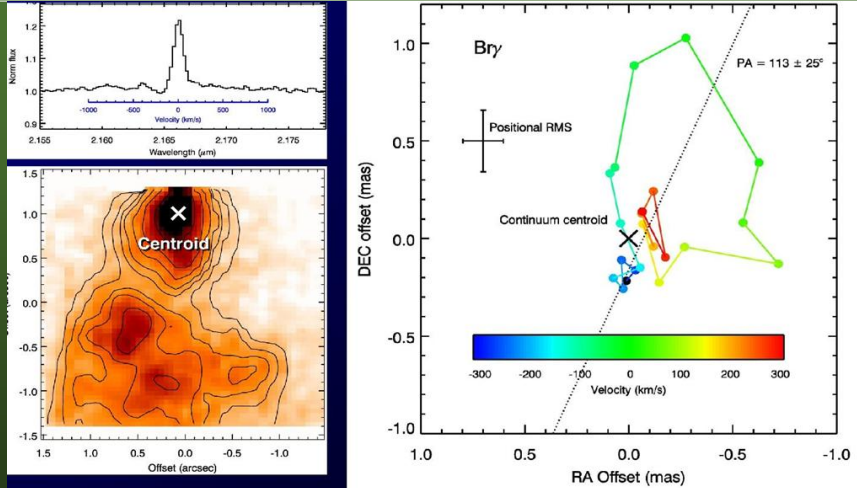 1.3
1.2
1.1
1.0
0.9
Norm flux
-1000 -500 0 500 1000
Velocity (km/s)
2.155 2.160 2.165 2.170 2.175
Wavelength (μm)
1.5
1.0
0.5
0.0
-0.5
-1.0
-1.5
Centroid
1.5 1.0 0.5 0.0 -0.5 -1.0
Offset (arcsec)
Brγ
PA = 113 ± 25°
Positional RMS
Continuum centroid
DEC offset (mas)
1.0
0.5
0.0
-0.5
-1.0
-300 -200 -100 0 100 200 300
Velocity (km/s)
1.0 0.5 0.0 -0.5 -1.0
RA Offset (mas)